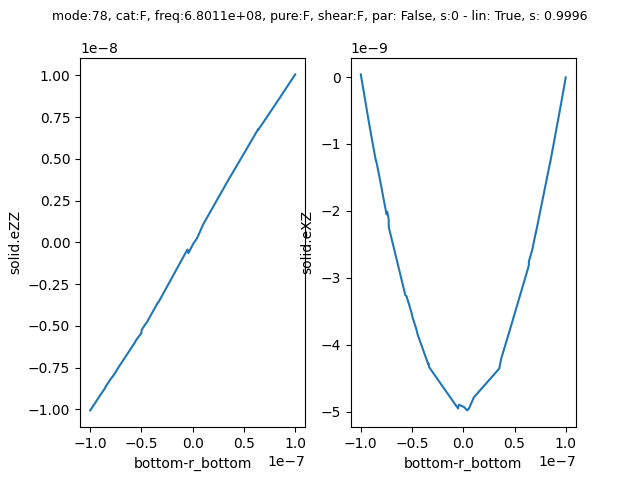 mode:78, cat:F, freq:6.8011e+08, pure:F, shear:F, par: False, s:0 - lin: True, s: 0.9996
1e−8
1.00
0.75
0.50
0.25
0.00
−0.25
−0.50
−0.75
−1.00
solid.eZZ
−1.0
−0.5
0.0
0.5
1.0
bottom-r_bottom
1e−7
1e−9
0
−1
−2
−3
−4
−5
solid.eXZ
−1.0
−0.5
0.0
0.5
1.0
bottom-r_bottom
1e−7